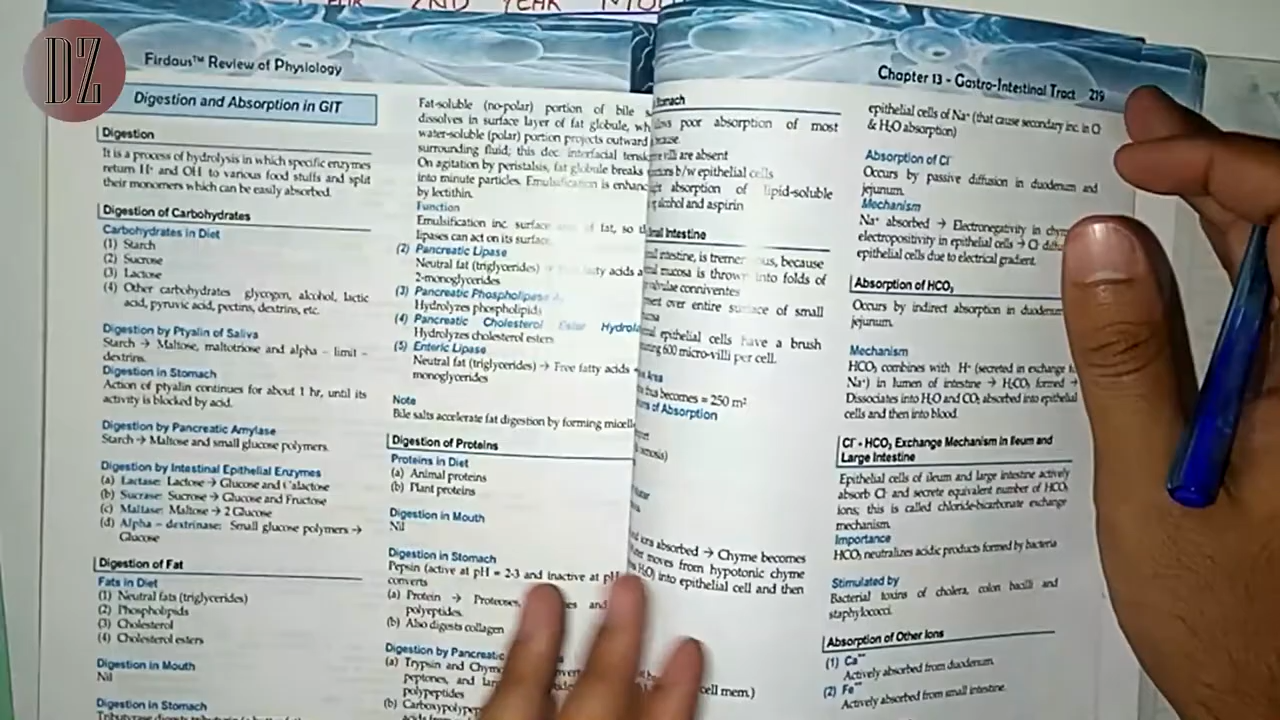 2ND YEAR
DZ
Firdaus™ Review of Physiology
Digestion and Absorption in GIT
Digestion
It is a process of hydrolysis in which specific enzymes
return H⁺ and OH⁻ to various food stuffs and split
their monomers which can be easily absorbed.
Digestion of Carbohydrates
Carbohydrates in Diet
(1) Starch
(2) Sucrose
(3) Lactose
(4) Other carbohydrates glycogen, alcohol, lactic
acid, pyruvic acid, pectins, dextrins, etc.
Digestion by Ptyalin of Saliva
Starch → Maltose, maltotriose and alpha – limit –
dextrins.
Digestion in Stomach
Action of ptyalin continues for about 1 hr, until its
activity is blocked by acid.
Digestion by Pancreatic Amylase
Starch → Maltose and small glucose polymers.
Digestion by Intestinal Epithelial Enzymes
(a) Lactase: Lactose → Glucose and Galactose
(b) Sucrase: Sucrose → Glucose and Fructose
(c) Maltase: Maltose → 2 Glucose
(d) Alpha – dextrinase: Small glucose polymers →
Glucose
Digestion of Fat
Fats in Diet
(1) Neutral fats (triglycerides)
(2) Phospholipids
(3) Cholesterol
(4) Cholesterol esters
Digestion in Mouth
Nil
Digestion in Stomach
Fat-soluble (no-polar) portion of bile
dissolves in surface layer of fat globule,
water-soluble (polar) portion projects outward
surrounding fluid; this dec. interfacial
On agitation by peristalsis, fat globule breaks
into minute particles. Emulsification is
by lectithin.
Function
Emulsification inc. surface area of fat, so
lipases can act on its surface.
(2) Pancreatic Lipase
Neutral fat (triglycerides) → fatty acids
2-monoglycerides
(3) Pancreatic Phospholipase A₂
Hydrolyzes phospholipids
(4) Pancreatic Cholesterol Ester
Hydrolyzes cholesterol esters
(5) Enteric Lipase
Neutral fat (triglycerides) → Free fatty acids
monoglycerides
Note
Bile salts accelerate fat digestion by forming
Digestion of Proteins
Proteins in Diet
(a) Animal proteins
(b) Plant proteins
Digestion in Mouth
Nil
Digestion in Stomach
Pepsin (active at pH = 2-3 and inactive at
converts
(a) Protein → Proteoses, and
polyeptides.
(b) Also digests collagen
Digestion by
(a) Trypsin and
peptones, and
polypeptides
(b)
Chapter 13 - Gastro-Intestinal Tract 219
Stomach
poor absorption of most
are absent
b/w epithelial cells
absorption of lipid-soluble
alcohol and aspirin
Intestine
intestine, is because
mucosa is thrown into folds of
conniventes
over entire surface of small
epithelial cells have a brush
600 micro-villi per cell.
Area
this becomes = 250 m²
of Absorption
ions absorbed → Chyme becomes
moves from hypotonic chyme
into epithelial cell and then
cell mem.)
epithelial cells of Na⁺ (that cause secondary inc. in Cl⁻
& H₂O absorption)
Absorption of Cl⁻
Occurs by passive diffusion in duodenum and
jejunum.
Mechanism
Na⁺ absorbed → Electronegativity in
electropositivity in epithelial cells → Cl⁻
epithelial cells due to electrical gradient.
Absorption of HCO₃
Occurs by indirect absorption in
jejunum.
Mechanism
HCO₃ combines with H⁺ (secreted in exchange
Na⁺) in lumen of intestine → H₂CO₃ formed →
Dissociates into H₂O and CO₂ absorbed into epithelial
cells and then into blood.
Cl⁻ - HCO₃ Exchange Mechanism in Ileum and
Large Intestine
Epithelial cells of ileum and large intestine actively
absorb Cl⁻ and secrete equivalent number of HCO₃
ions; this is called chloride-bicarbonate exchange
mechanism.
Importance
HCO₃ neutralizes acidic products formed by bacteria
Stimulated by
Bacterial toxins of cholera, colon bacilli and
staphylococci.
Absorption of Other Ions
(1) Ca⁺⁺
Actively absorbed from duodenum.
(2) Fe⁺⁺
Actively absorbed from small intestine.